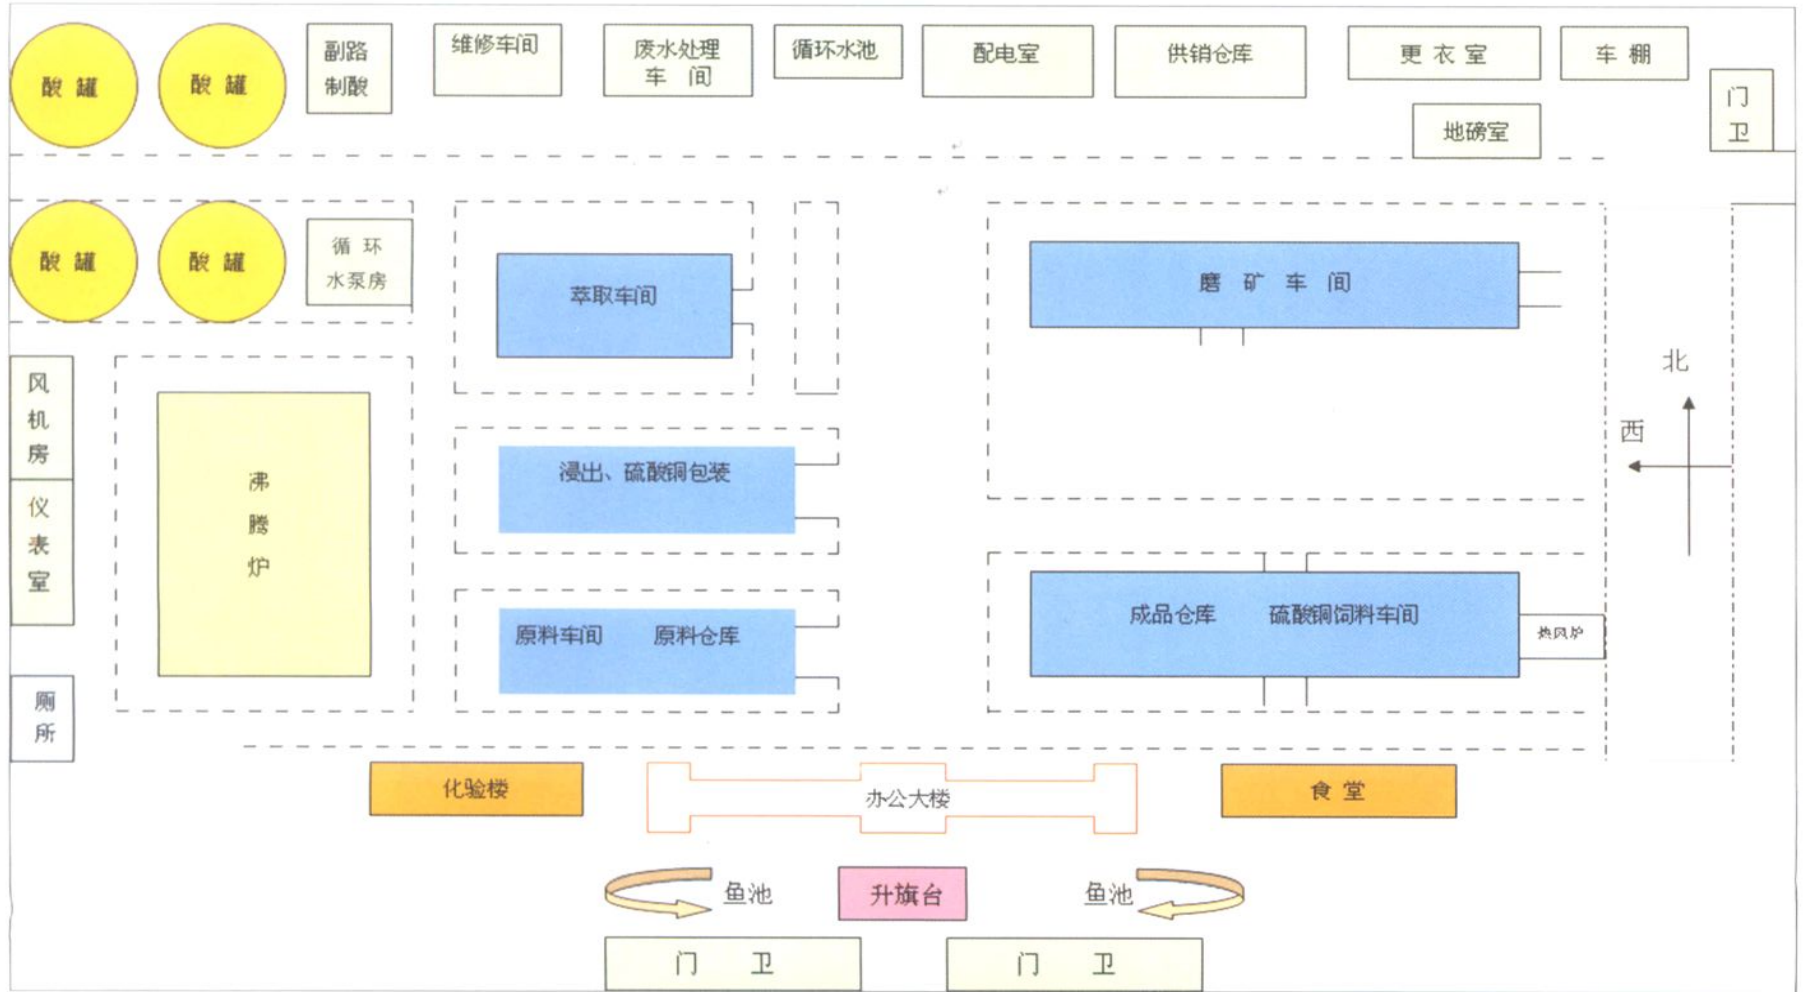 酸 罐
酸 罐
副路
制酸
维修车间
废水处理
车 间
循环水池
配电室
供销仓库
更 衣 室
车 棚
门
卫
地磅室
酸 罐
酸 罐
循 环
水泵房
萃取车间
磨 矿 车 间
北
西
风
机
房
仪
表
室
沸
腾
炉
浸出、硫酸铜包装
原料车间 原料仓库
成品仓库 硫酸铜饲料车间
热风炉
厕
所
化验楼
办公大楼
食 堂
鱼池
升旗台
鱼池
门 卫
门 卫